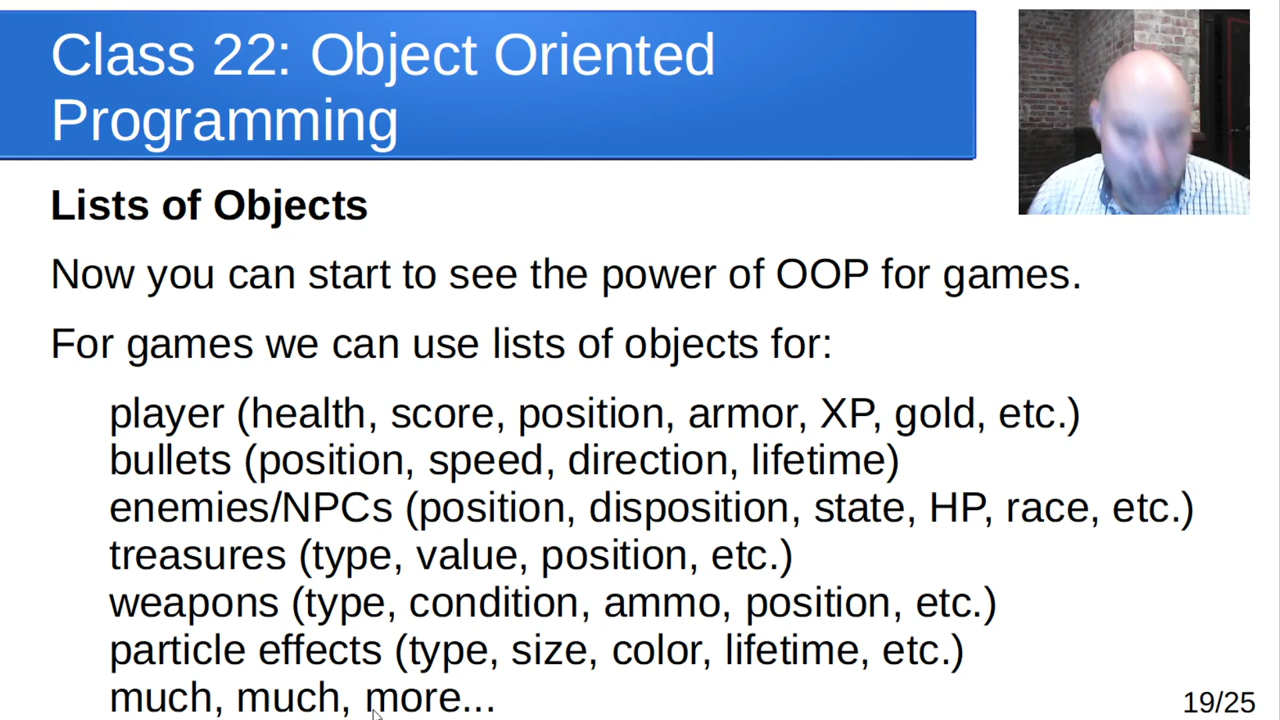 Class 22: Object Oriented
Programming
Lists of Objects
Now you can start to see the power of OOP for games.
For games we can use lists of objects for:
player (health, score, position, armor, XP, gold, etc.)
bullets (position, speed, direction, lifetime)
enemies/NPCs (position, disposition, state, HP, race, etc.)
treasures (type, value, position, etc.)
weapons (type, condition, ammo, position, etc.)
particle effects (type, size, color, lifetime, etc.)
much, much, more...
19/25